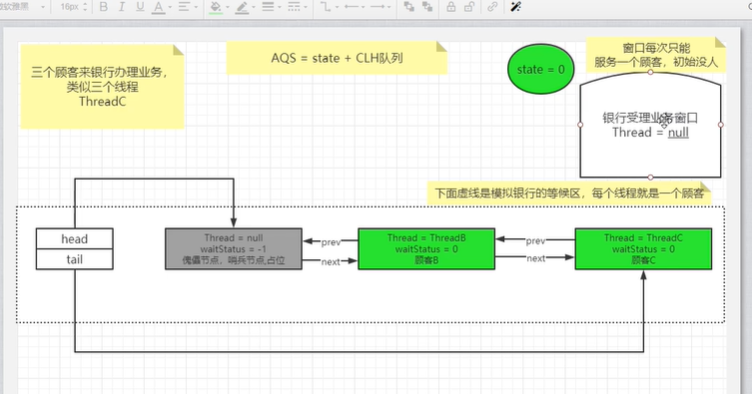 16px
三个顾客来银行办理业务，
类似三个线程
ThreadC
AQS = state + CLH队列
state = 0
窗口每次只能
服务一个顾客，初始没人
银行受理业务窗口
Thread = null
下面虚线是模拟银行的等候区，每个线程就是一个顾客
head
tail
Thread = null
waitStatus = -1
傀儡节点，哨兵节点,占位
prev
next
Thread = ThreadB
waitStatus = 0
顾客B
prev
next
Thread = ThreadC
waitStatus = 0
顾客C